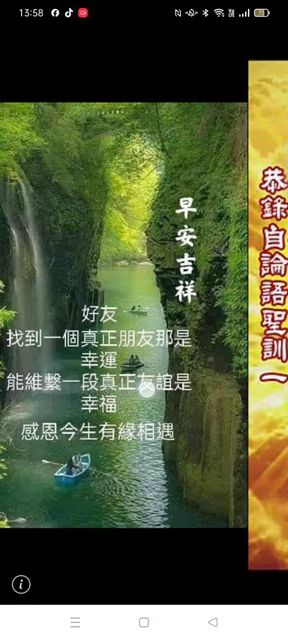 13:58
早安吉祥
好友
找到一個真正朋友那是
幸運
能維繫一段真正友誼是
幸福
感恩今生有緣相遇
恭錄自論語聖訓一